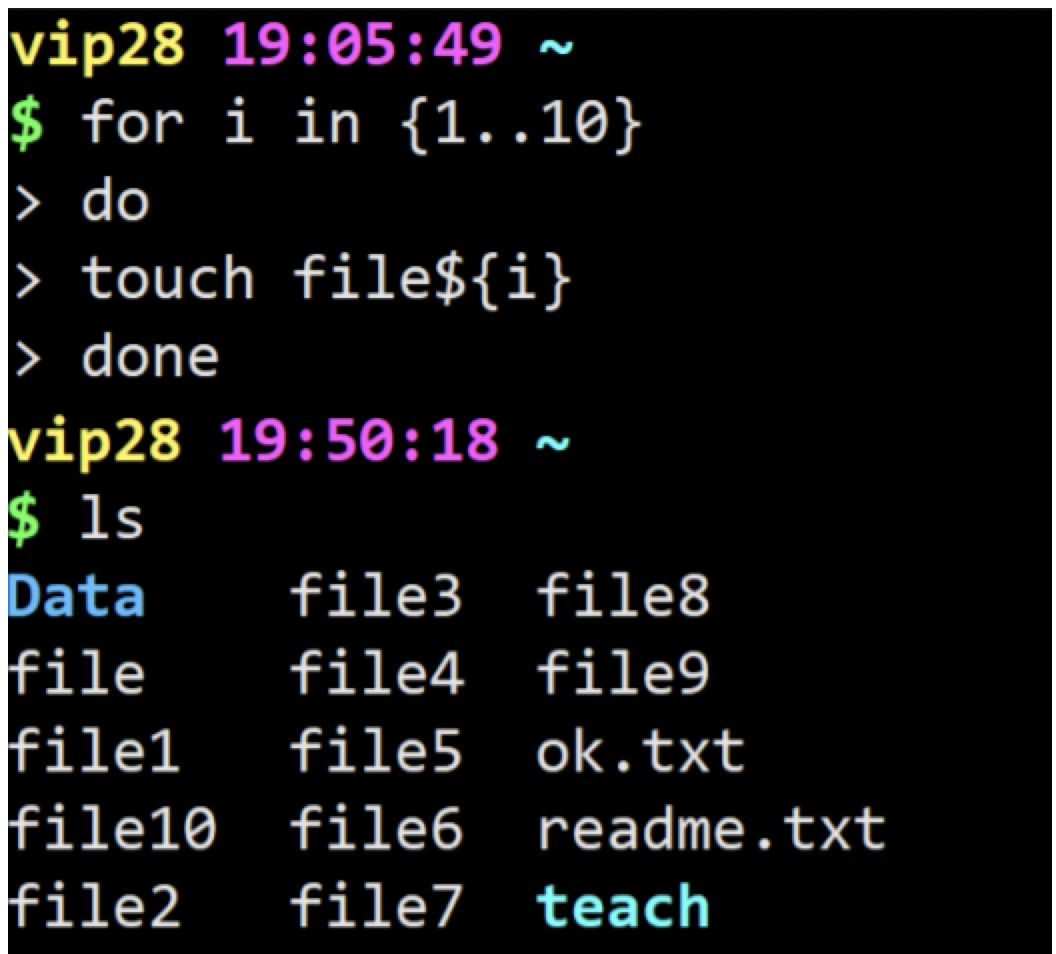 vip28 19:05:49 ~
$ for i in {1..10}
> do
> touch file${i}
> done
vip28 19:50:18 ~
$ ls
Data file3 file8
file file4 file9
file1 file5 ok.txt
file10 file6 readme.txt
file2 file7 teach